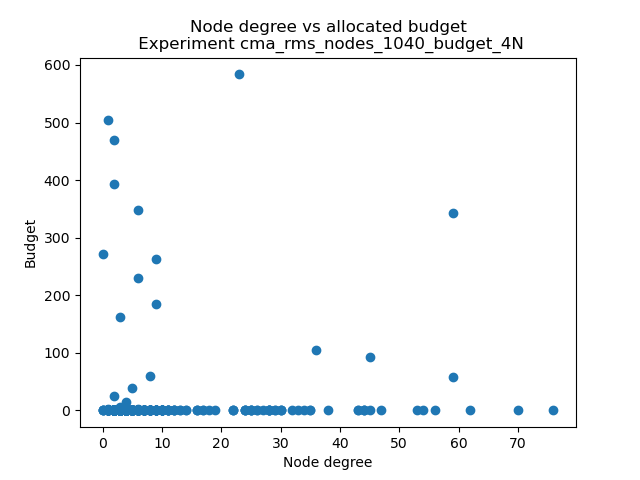 Node degree vs allocated budget
Experiment cma_rms_nodes_1040_budget_4N
600
500
400
300
200
100
0
Budget
0 10 20 30 40 50 60 70
Node degree